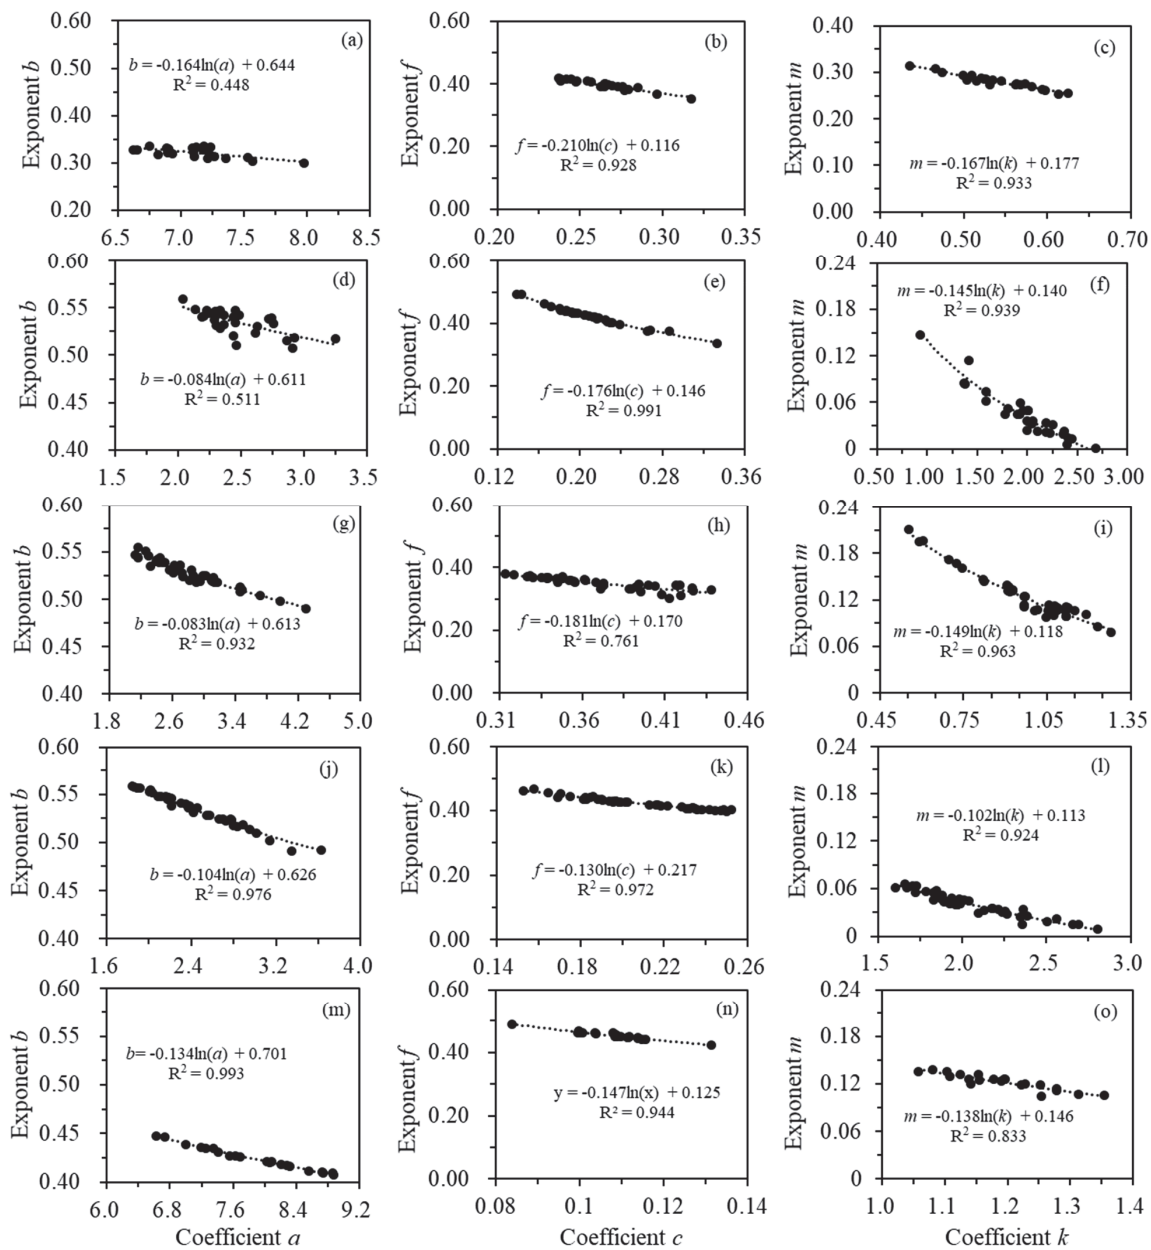 Exponent b
0.60
0.50
0.40
0.30
0.20
(a)
b = -0.164ln(a) + 0.644
R² = 0.448
6.5 7.0 7.5 8.0 8.5
Exponent f
0.60
0.40
0.20
0.00
(b)
f = -0.210ln(c) + 0.116
R² = 0.928
0.20 0.25 0.30 0.35
Exponent m
0.40
0.30
0.20
0.10
0.00
(c)
m = -0.167ln(k) + 0.177
R² = 0.933
0.40 0.50 0.60 0.70
Exponent b
0.60
0.55
0.50
0.45
0.40
(d)
b = -0.084ln(a) + 0.611
R² = 0.511
1.5 2.0 2.5 3.0 3.5
Exponent f
0.60
0.40
0.20
0.00
(e)
f = -0.176ln(c) + 0.146
R² = 0.991
0.12 0.20 0.28 0.36
Exponent m
0.24
0.18
0.12
0.06
0
m = -0.145ln(k) + 0.140
(f)
R² = 0.939
0.50 1.00 1.50 2.00 2.50 3.00
Exponent b
0.60
0.55
0.50
0.45
0.40
(g)
b = -0.083ln(a) + 0.613
R² = 0.932
1.8 2.6 3.4 4.2 5.0
Exponent f
0.60
0.40
0.20
0.00
(h)
f = -0.181ln(c) + 0.170
R² = 0.761
0.31 0.36 0.41 0.46
Exponent m
0.24
0.18
0.12
0.06
0
(i)
m = -0.149ln(k) + 0.118
R² = 0.963
0.45 0.75 1.05 1.35
Exponent b
0.60
0.55
0.50
0.45
0.40
(j)
b = -0.104ln(a) + 0.626
R² = 0.976
1.6 2.4 3.2 4.0
Exponent f
0.60
0.40
0.20
0.00
(k)
f = -0.130ln(c) + 0.217
R² = 0.972
0.14 0.18 0.22 0.26
Exponent m
0.24
0.18
0.12
0.06
0
(l)
m = -0.102ln(k) + 0.113
R² = 0.924
1.5 2.0 2.5 3.0
Exponent b
0.60
0.55
0.50
0.45
0.40
(m)
b= -0.134ln(a) + 0.701
R² = 0.993
6.0 6.8 7.6 8.4 9.2
Coefficient a
Exponent f
0.60
0.40
0.20
0.00
(n)
y = -0.147ln(x) + 0.125
R² = 0.944
0.08 0.10 0.12 0.14
Coefficient c
Exponent m
0.24
0.18
0.12
0.06
0
(o)
m = -0.138ln(k) + 0.146
R² = 0.833
1.0 1.1 1.2 1.3 1.4
Coefficient k